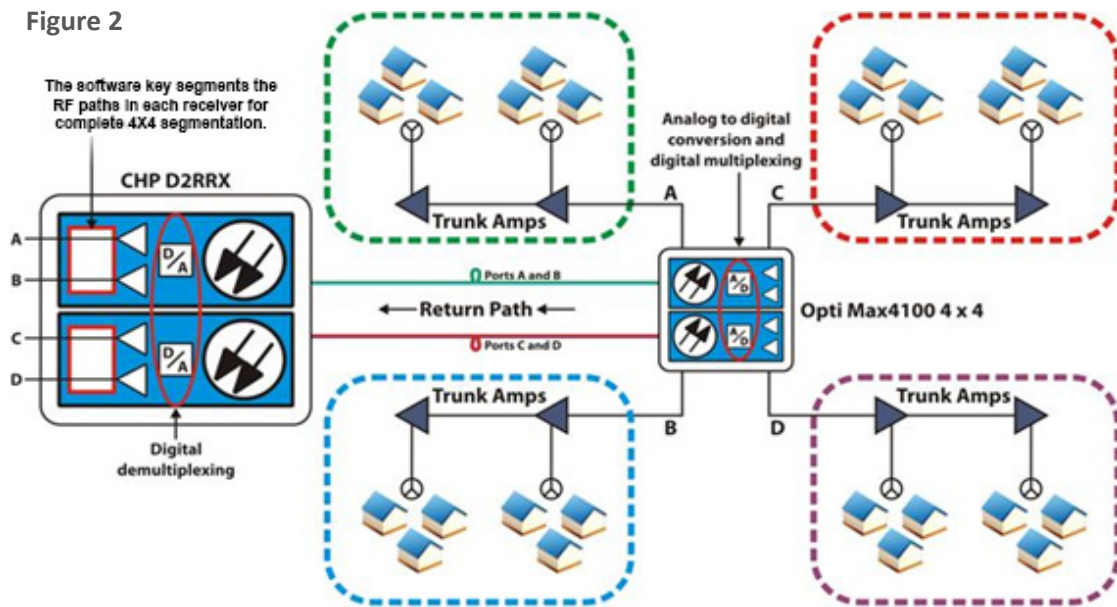 Figure 2
The software key segments the
RF paths in each receiver for
complete 4X4 segmentation.
CHP D2RRX
A
B
C
D
D/A
D/A
Digital
demultiplexing
Trunk Amps
Analog to digital
conversion and
digital multiplexing
A
C
Trunk Amps
Ports A and B
Return Path
Ports C and D
A/D
A/D
Opti Max4100 4 x 4
Trunk Amps
B
D
Trunk Amps